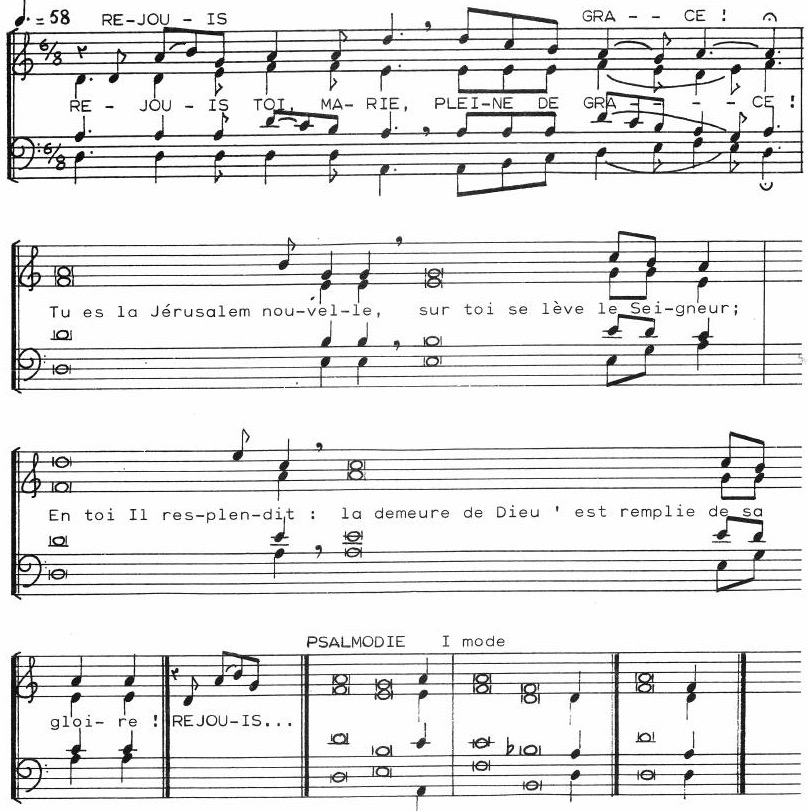 ♩. = 58 RE-JOU - IS GRA - - CE !
RE - JOU - IS TOI, MA- RIE, PLEI-NE DE GRA - - - CE !
Tu es la Jérusalem nou-vel-le, sur toi se lève le Sei-gneur;
En toi Il res-plen-dit : la demeure de Dieu ' est remplie de sa
PSALMODIE I mode
gloi- re ! REJOU-IS...